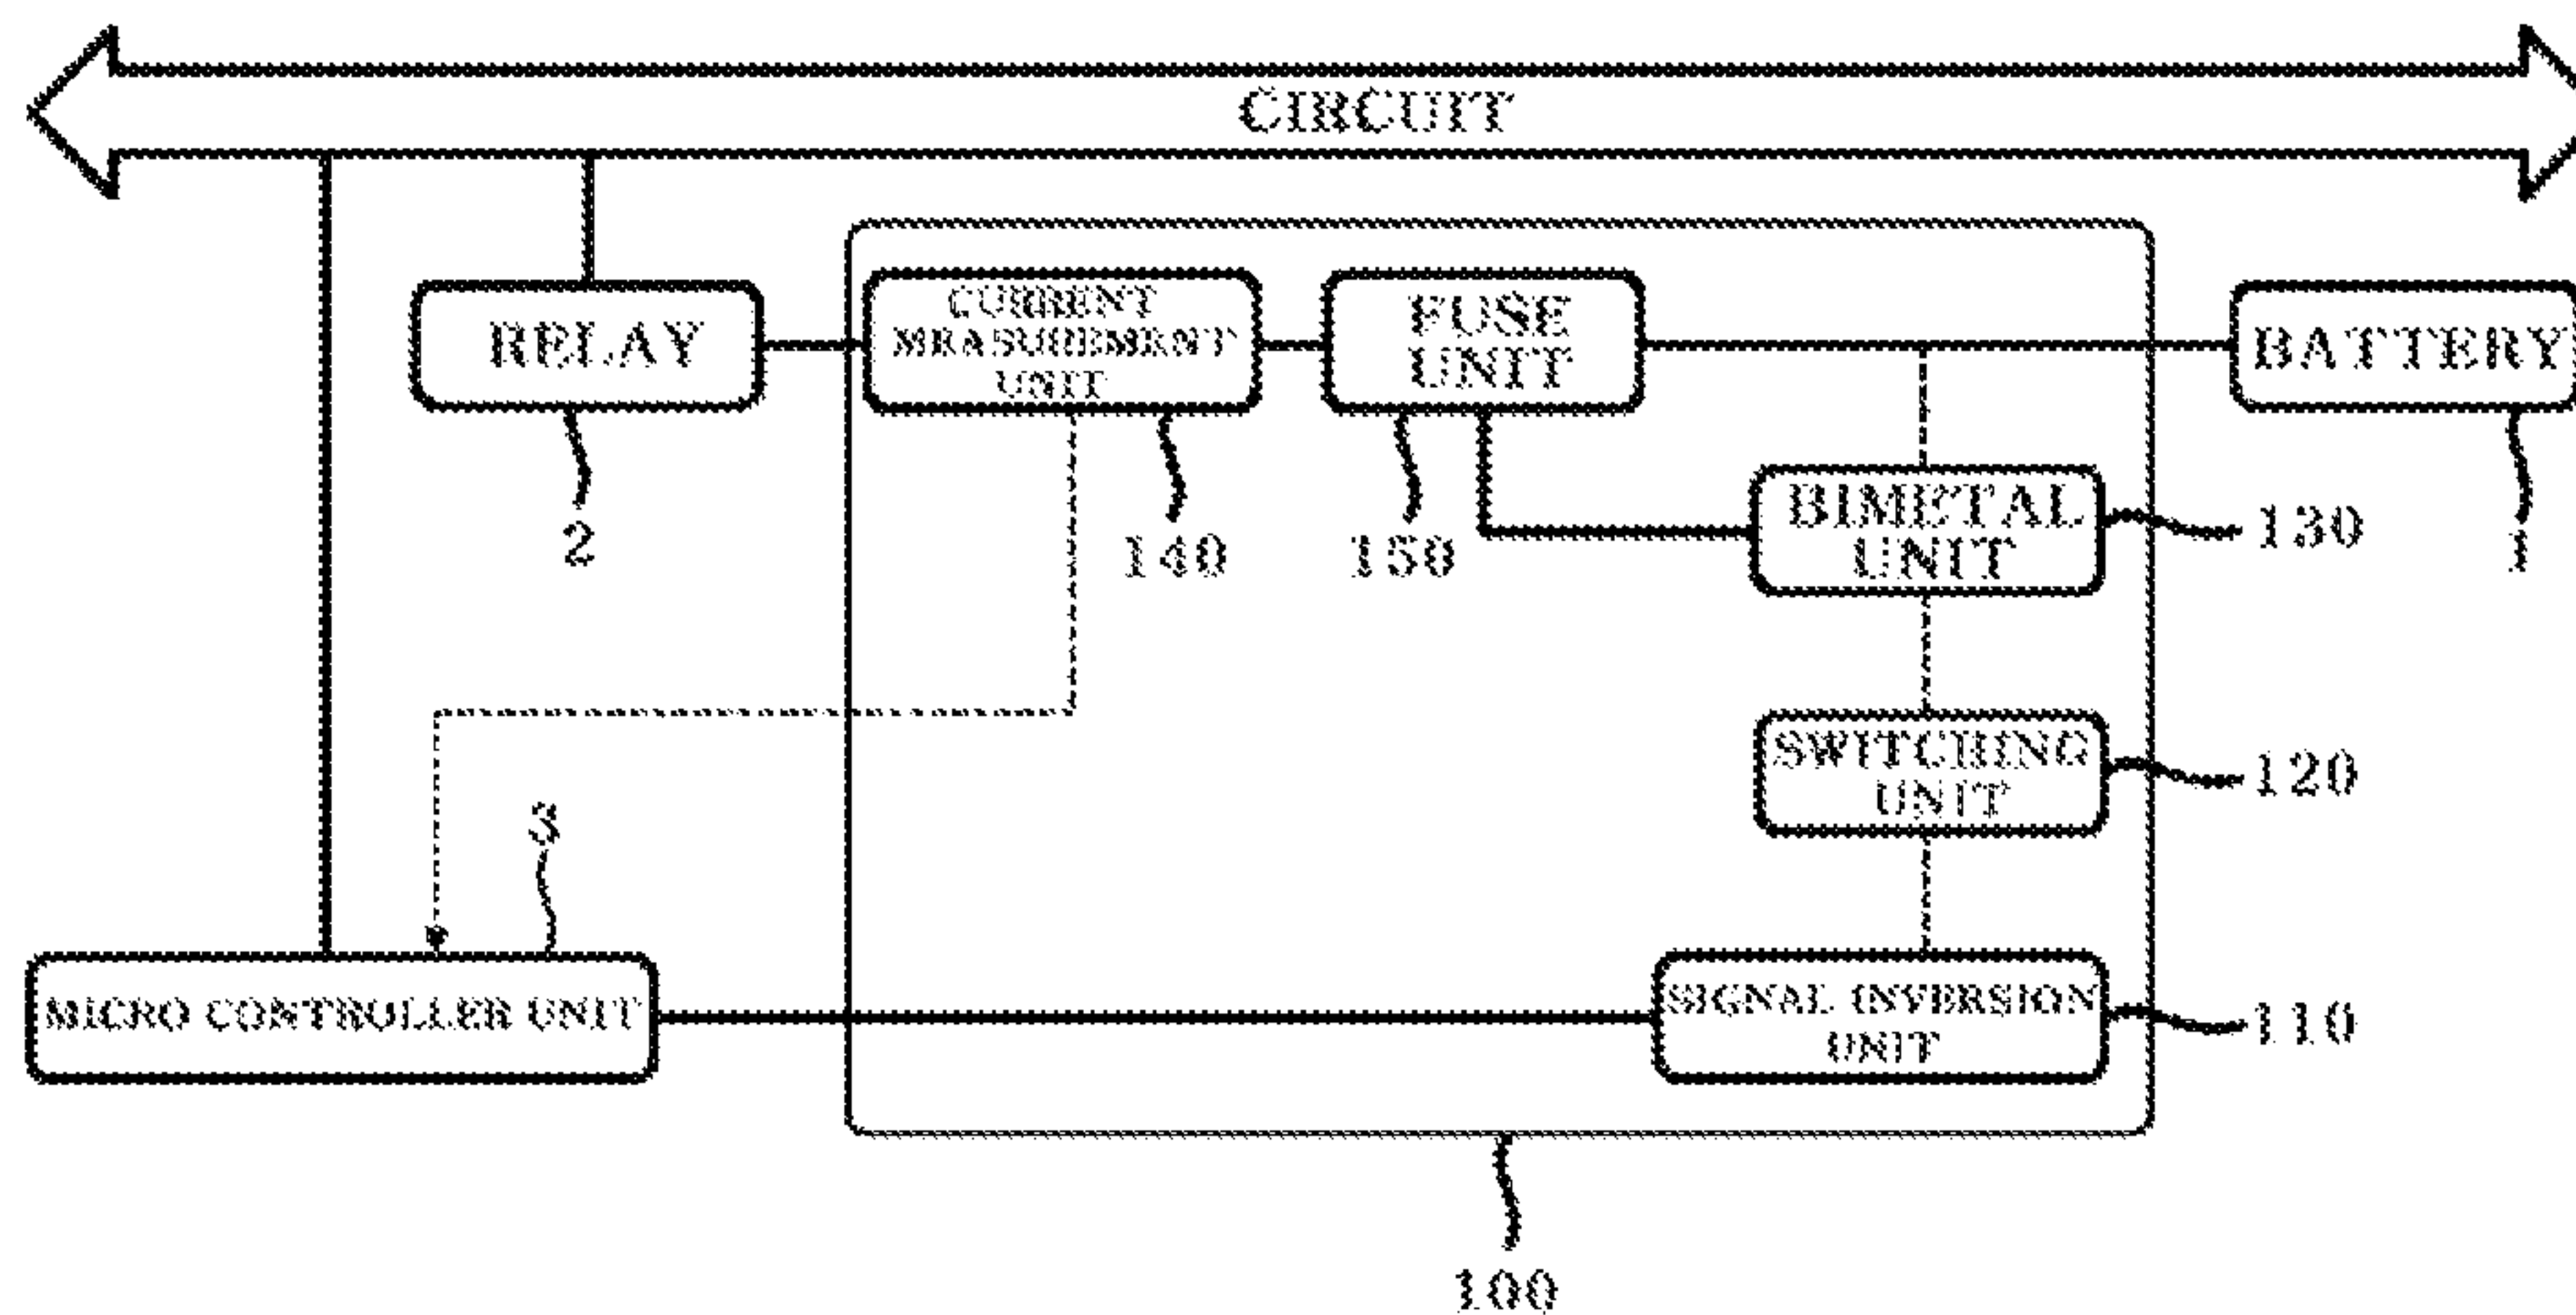 CIRCUIT
RELAY
CURRENT
MEASUREMENT
UNIT
FUSE
UNIT
BATTERY
2
140
150
BIMETAL
UNIT
130
1
SWITCHING
UNIT
120
3
MICRO CONTROLLER UNIT
SIGNAL INVERSION
UNIT
110
100